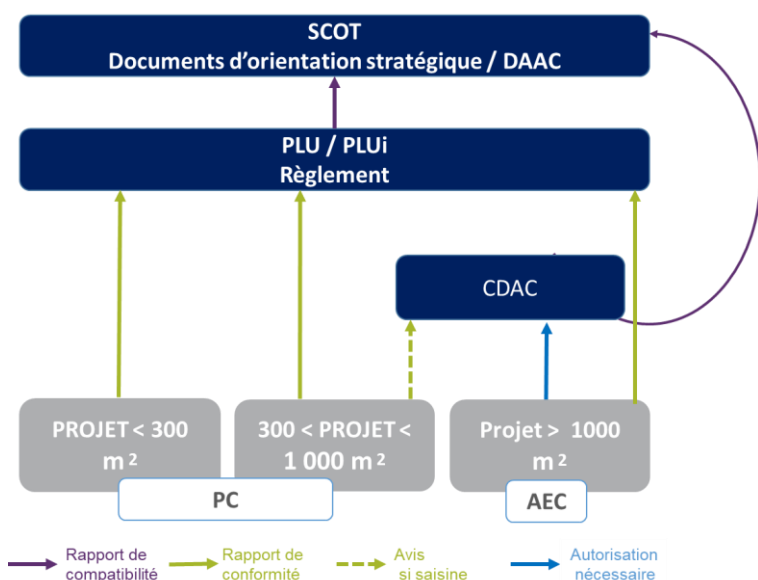 SCOT
Documents d'orientation stratégique / DAAC
PLU / PLUi
Règlement
CDAC
PROJET < 300
m 2
300 < PROJET <
1 000 m 2
Projet > 1000
m 2
PC
AEC
Rapport de
compatibilité
Rapport de
conformité
Avis
si saisine
Autorisation
nécessaire